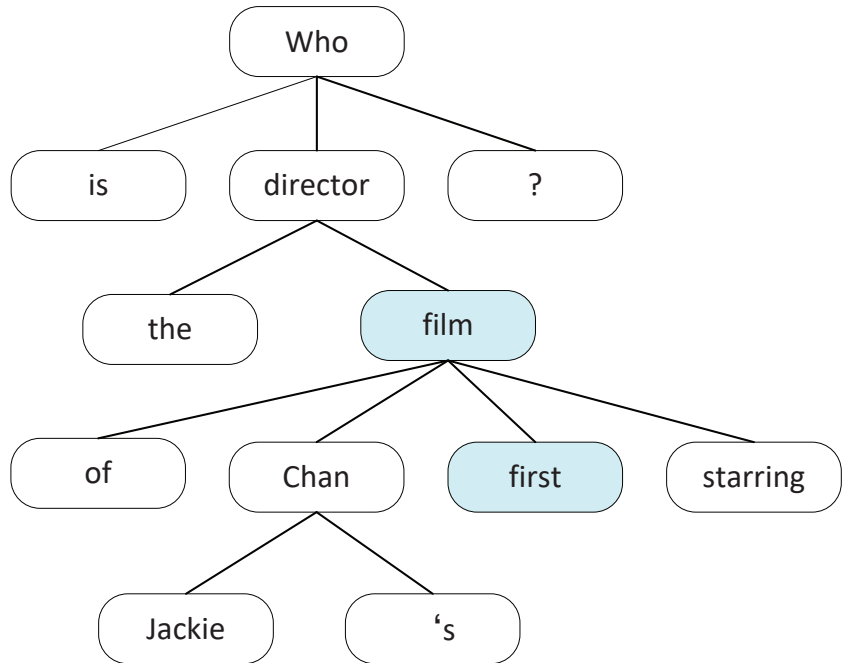 Who
is director ?
the film
of Chan first starring
Jackie ‘s